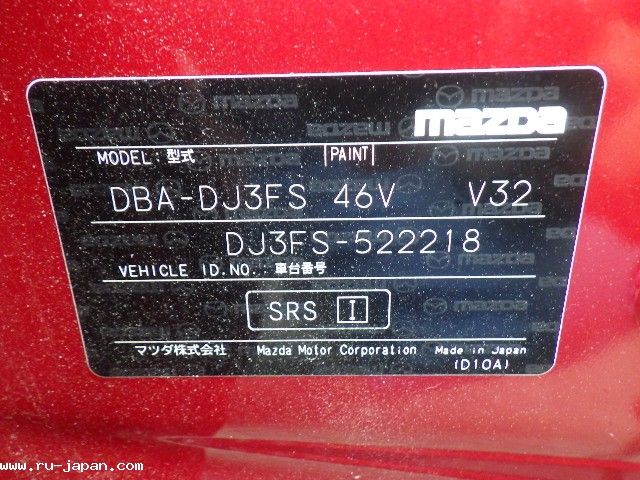 mazda
MODEL: 型式 PAINT
DBA-DJ3FS 46V V32
DJ3FS-522218
VEHICLE ID.NO. : 車台番号
SRS I
マツダ株式会社 Mazda Motor Corporation Made in Japan
(D10A)
www.ru-japan.com